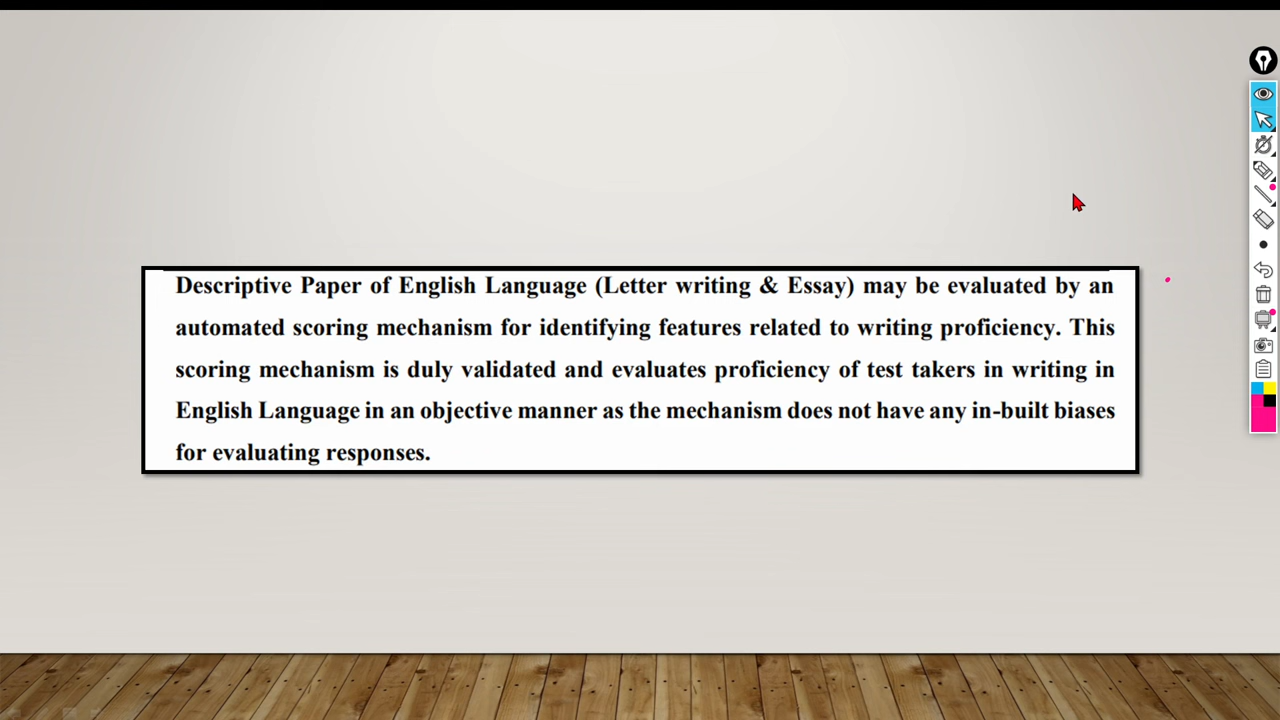 Descriptive Paper of English Language (Letter writing & Essay) may be evaluated by an
automated scoring mechanism for identifying features related to writing proficiency. This
scoring mechanism is duly validated and evaluates proficiency of test takers in writing in
English Language in an objective manner as the mechanism does not have any in-built biases
for evaluating responses.